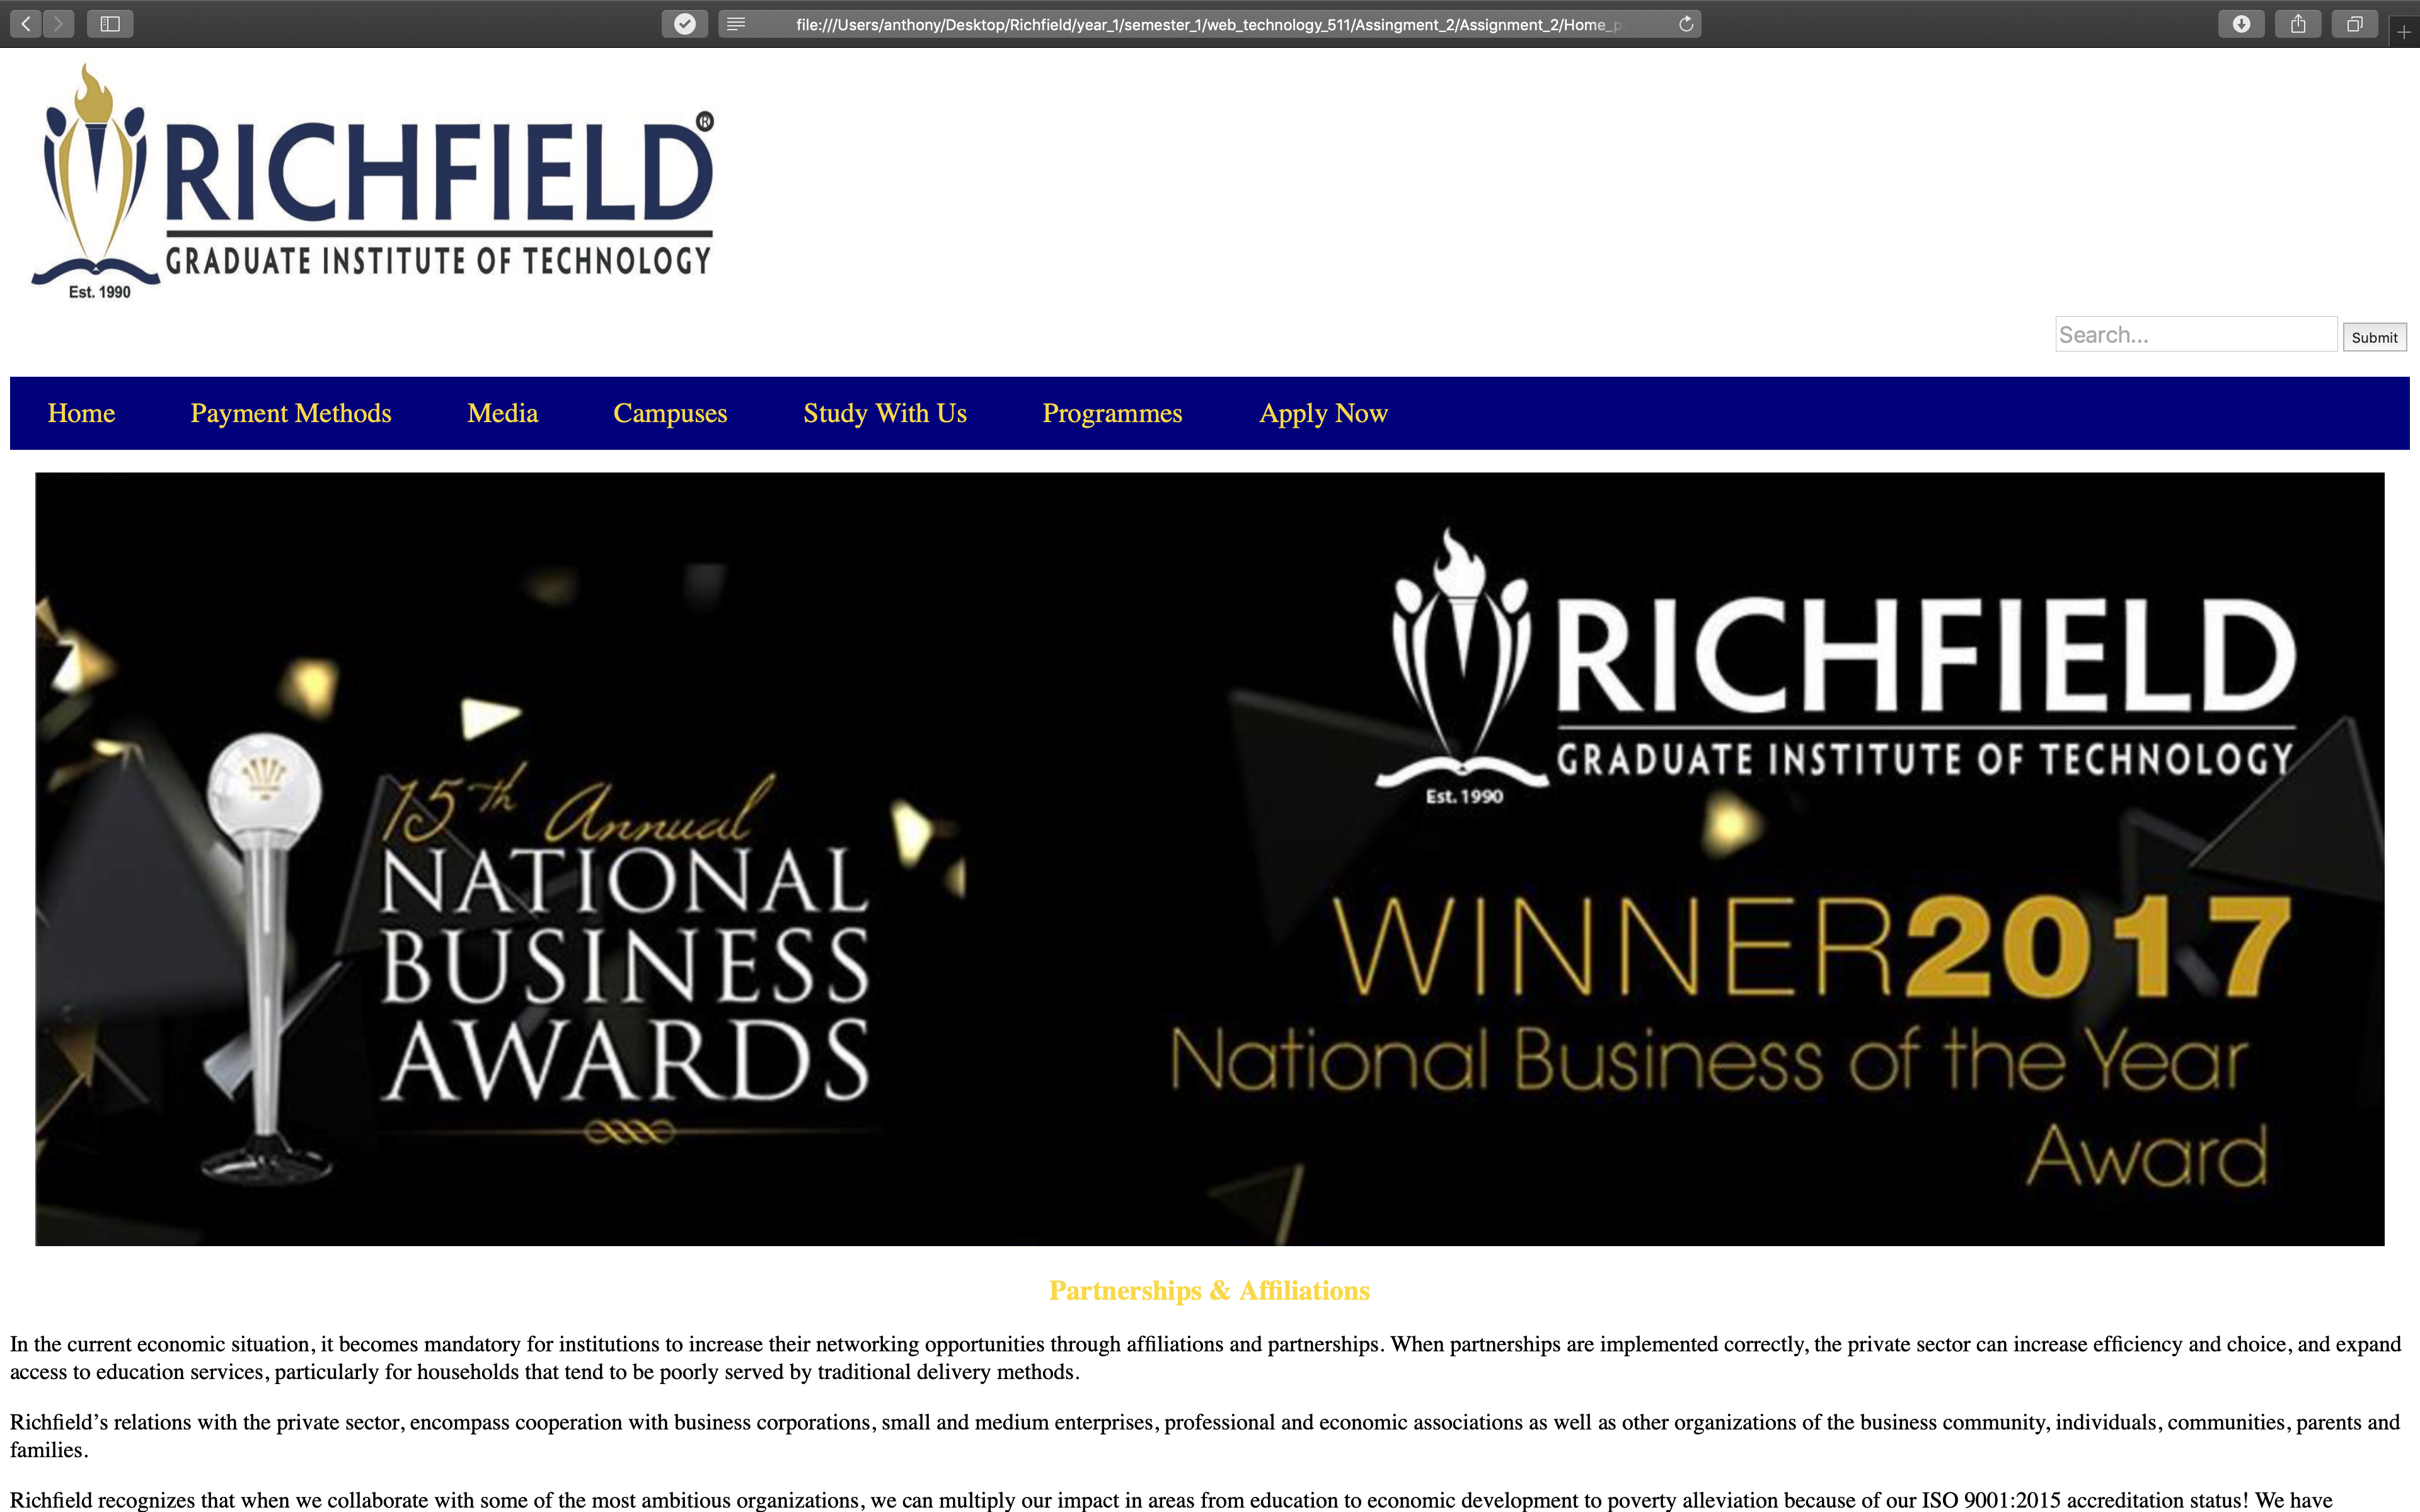 file:///Users/anthony/Desktop/Richfield/year_1/semester_1/web_technology_511/Assingment_2/Assignment_2/Home_p
RICHFIELD®
GRADUATE INSTITUTE OF TECHNOLOGY
Est. 1990
Search... Submit
Home Payment Methods Media Campuses Study With Us Programmes Apply Now
15th Annual
NATIONAL
BUSINESS
AWARDS
RICHFIELD
GRADUATE INSTITUTE OF TECHNOLOGY
Est. 1990
WINNER2017
National Business of the Year
Award
Partnerships & Affiliations
In the current economic situation, it becomes mandatory for institutions to increase their networking opportunities through affiliations and partnerships. When partnerships are implemented correctly, the private sector can increase efficiency and choice, and expand
access to education services, particularly for households that tend to be poorly served by traditional delivery methods.
Richfield’s relations with the private sector, encompass cooperation with business corporations, small and medium enterprises, professional and economic associations as well as other organizations of the business community, individuals, communities, parents and
families.
Richfield recognizes that when we collaborate with some of the most ambitious organizations, we can multiply our impact in areas from education to economic development to poverty alleviation because of our ISO 9001:2015 accreditation status! We have